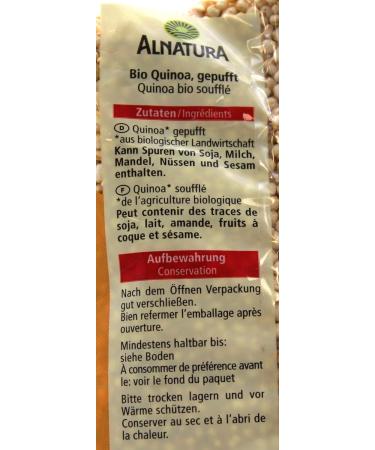 ALNATURA
Bio Quinoa, gepufft
Quinoa bio soufflé
Zutaten/Ingrédients
D Quinoa* gepufft
*aus biologischer Landwirtschaft
Kann Spuren von Soja, Milch,
Mandel, Nüssen und Sesam
enthalten.
F Quinoa* soufflé
*de l'agriculture biologique
Peut contenir des traces de
soja, lait, amande, fruits à
coque et sésame.
Aufbewahrung
Conservation
Nach dem Öffnen Verpackung
gut verschließen.
Bien refermer l'emballage après
ouverture.
Mindestens haltbar bis:
siehe Boden
À consommer de préférence avant
le: voir le fond du paquet
Bitte trocken lagern und vor
Wärme schützen.
Conserver au sec et à l'abri de
la chaleur.